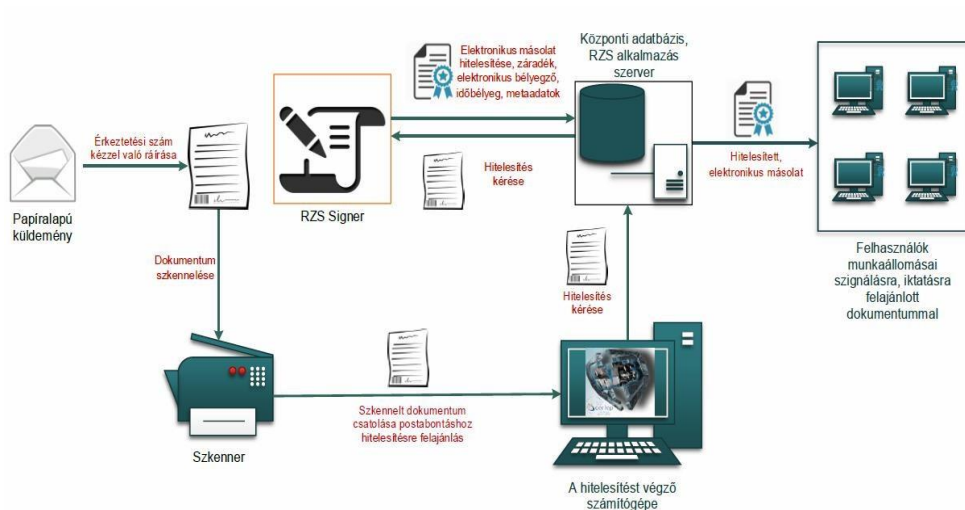 Papíralapú
küldemény
Érkeztetési szám
kézzel való ráírása
Dokumentum
szkennelése
Szkenner
Szkennelt dokumentum
csatolása postabontáshoz
hitelesítésre felajánlás
A hitelesítést végző
számítógépe
Hitelesítés
kérése
Központi adatbázis,
RZS alkalmazás
szerver
Hitelesítés
kérése
RZS Signer
Elektronikus másolat
hitelesítése, záradék,
elektronikus bélyegző,
időbélyeg, metaadatok
Hitelesített,
elektronikus másolat
Felhasználók
munkaállomásai
szignálásra, iktatásra
felajánlott
dokumentummal